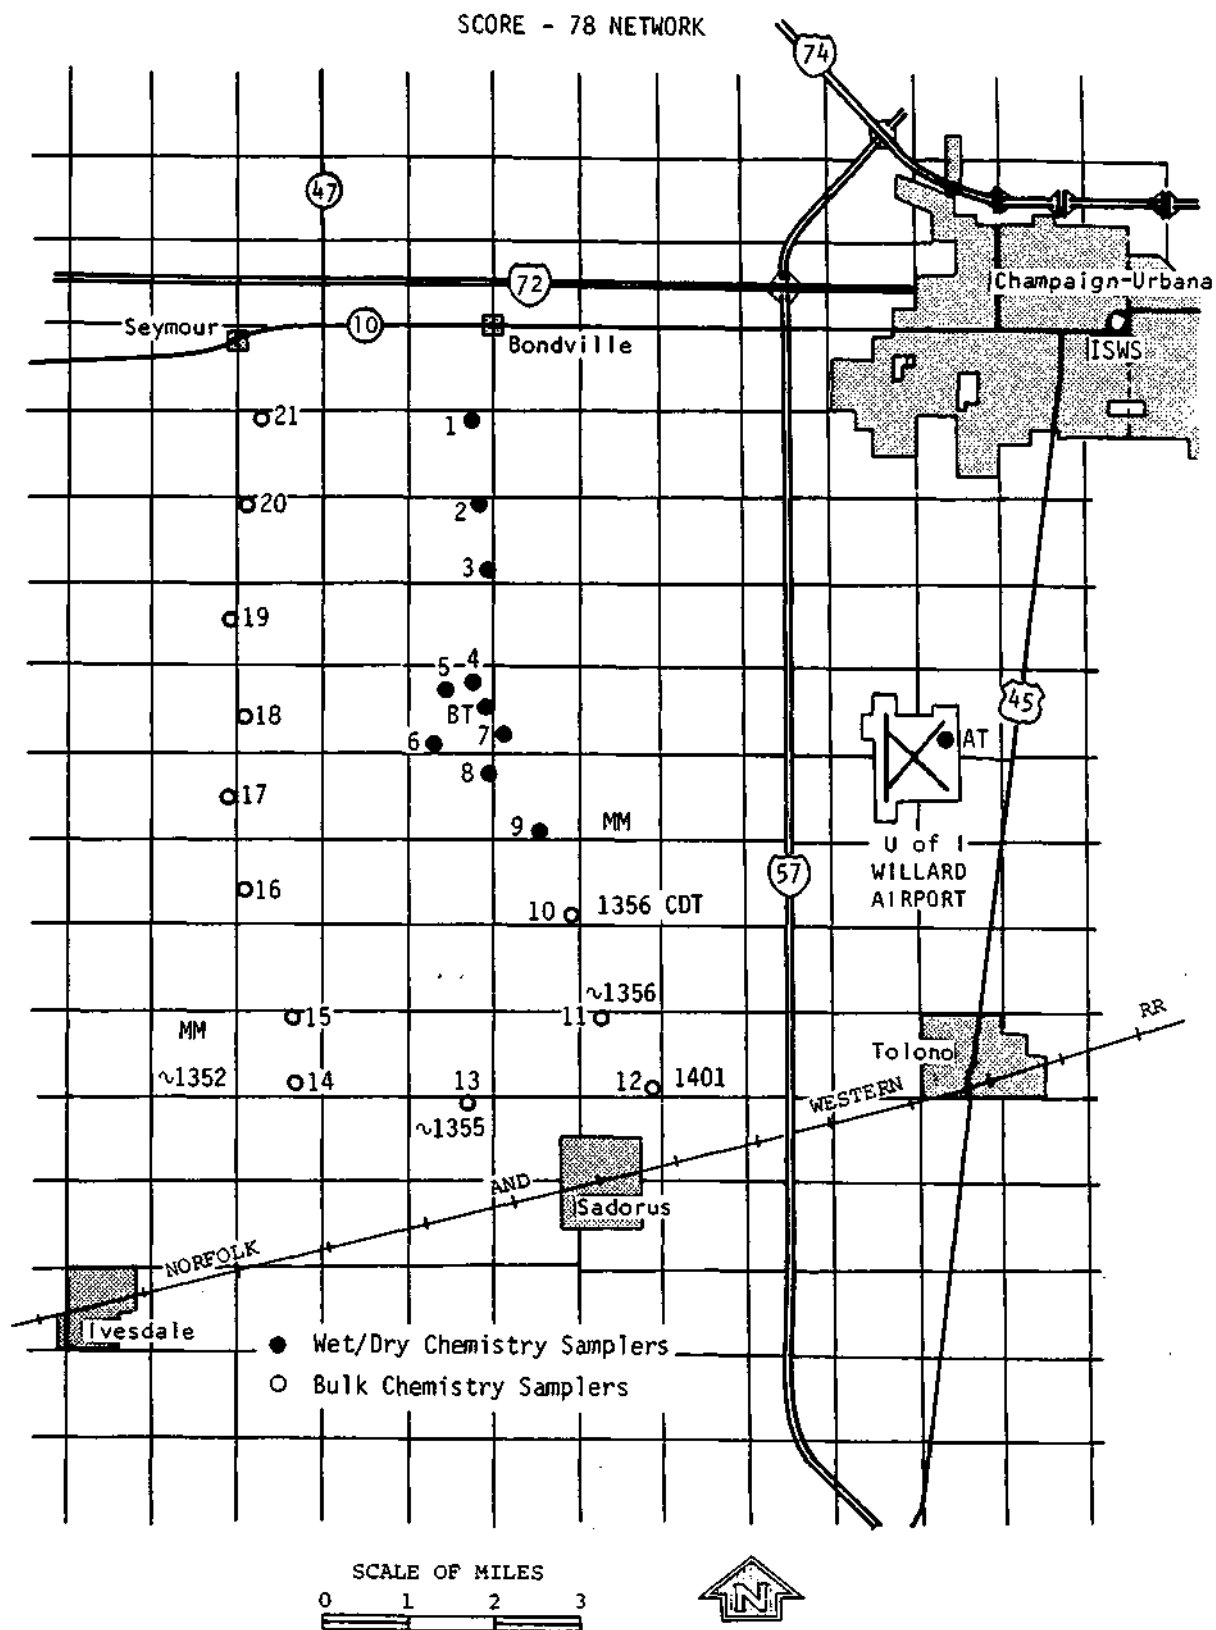 SCORE - 78 NETWORK
74
47
72
Champaign-Urbana
Seymour
10
Bondville
ISWS
21
1
20
2
3
19
5
4
18
BT
45
6
7
AT
8
17
9
MM
U of I
WILLARD
AIRPORT
57
16
10
1356 CDT
~1356
15
11
RR
MM
Tolono
~1352
14
13
12
1401
WESTERN
~1355
AND
Sadorus
NORFOLK
Ivesdale
Wet/Dry Chemistry Samplers
Bulk Chemistry Samplers
SCALE OF MILES
0 1 2 3
N